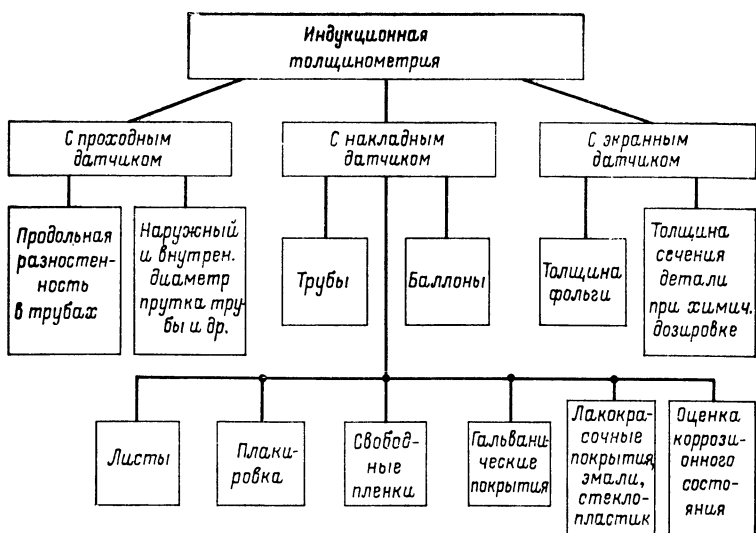 Индукционная
толщинометрия
С проходным
датчиком
С накладным
датчиком
С экранным
датчиком
Продольная
разностен-
ность
в трубах
Наружный
и внутрен.
диаметр
прутка тру-
бы и др.
Трубы
Баллоны
Толщина
фольги
Толщина
сечения
детали
при химич.
дозировке
Листы
Плаки-
ровка
Свобод-
ные
пленки
Гальвани-
ческие
покрытия
Лакокра-
сочные
покрытия,
эмали,
стекло-
пластик
Оценка
коррози-
онного
состо-
яния